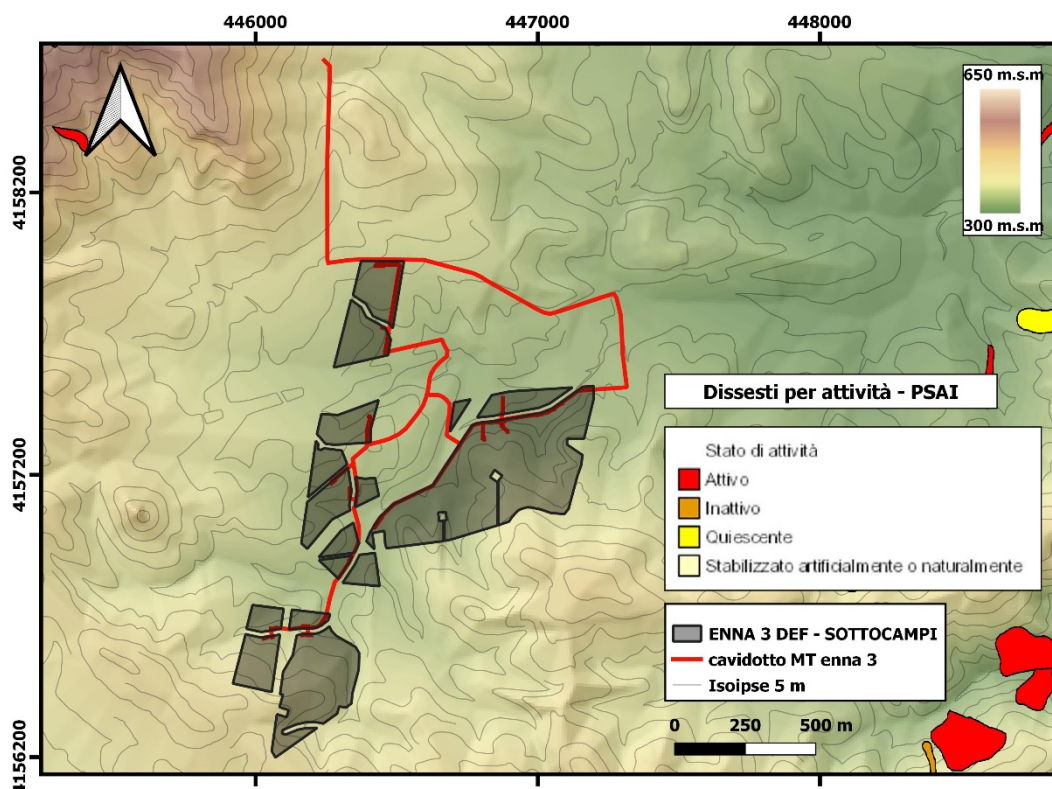 446000
447000
448000
650 m.s.m
300 m.s.m
4158200
4157200
4156200
Dissesti per attività - PSAI
Stato di attività
Attivo
Inattivo
Quiescente
Stabilizzato artificialmente o naturalmente
ENNA 3 DEF - SOTTOCAMPI
cavidotto MT enna 3
Isoipse 5 m
0 250 500 m